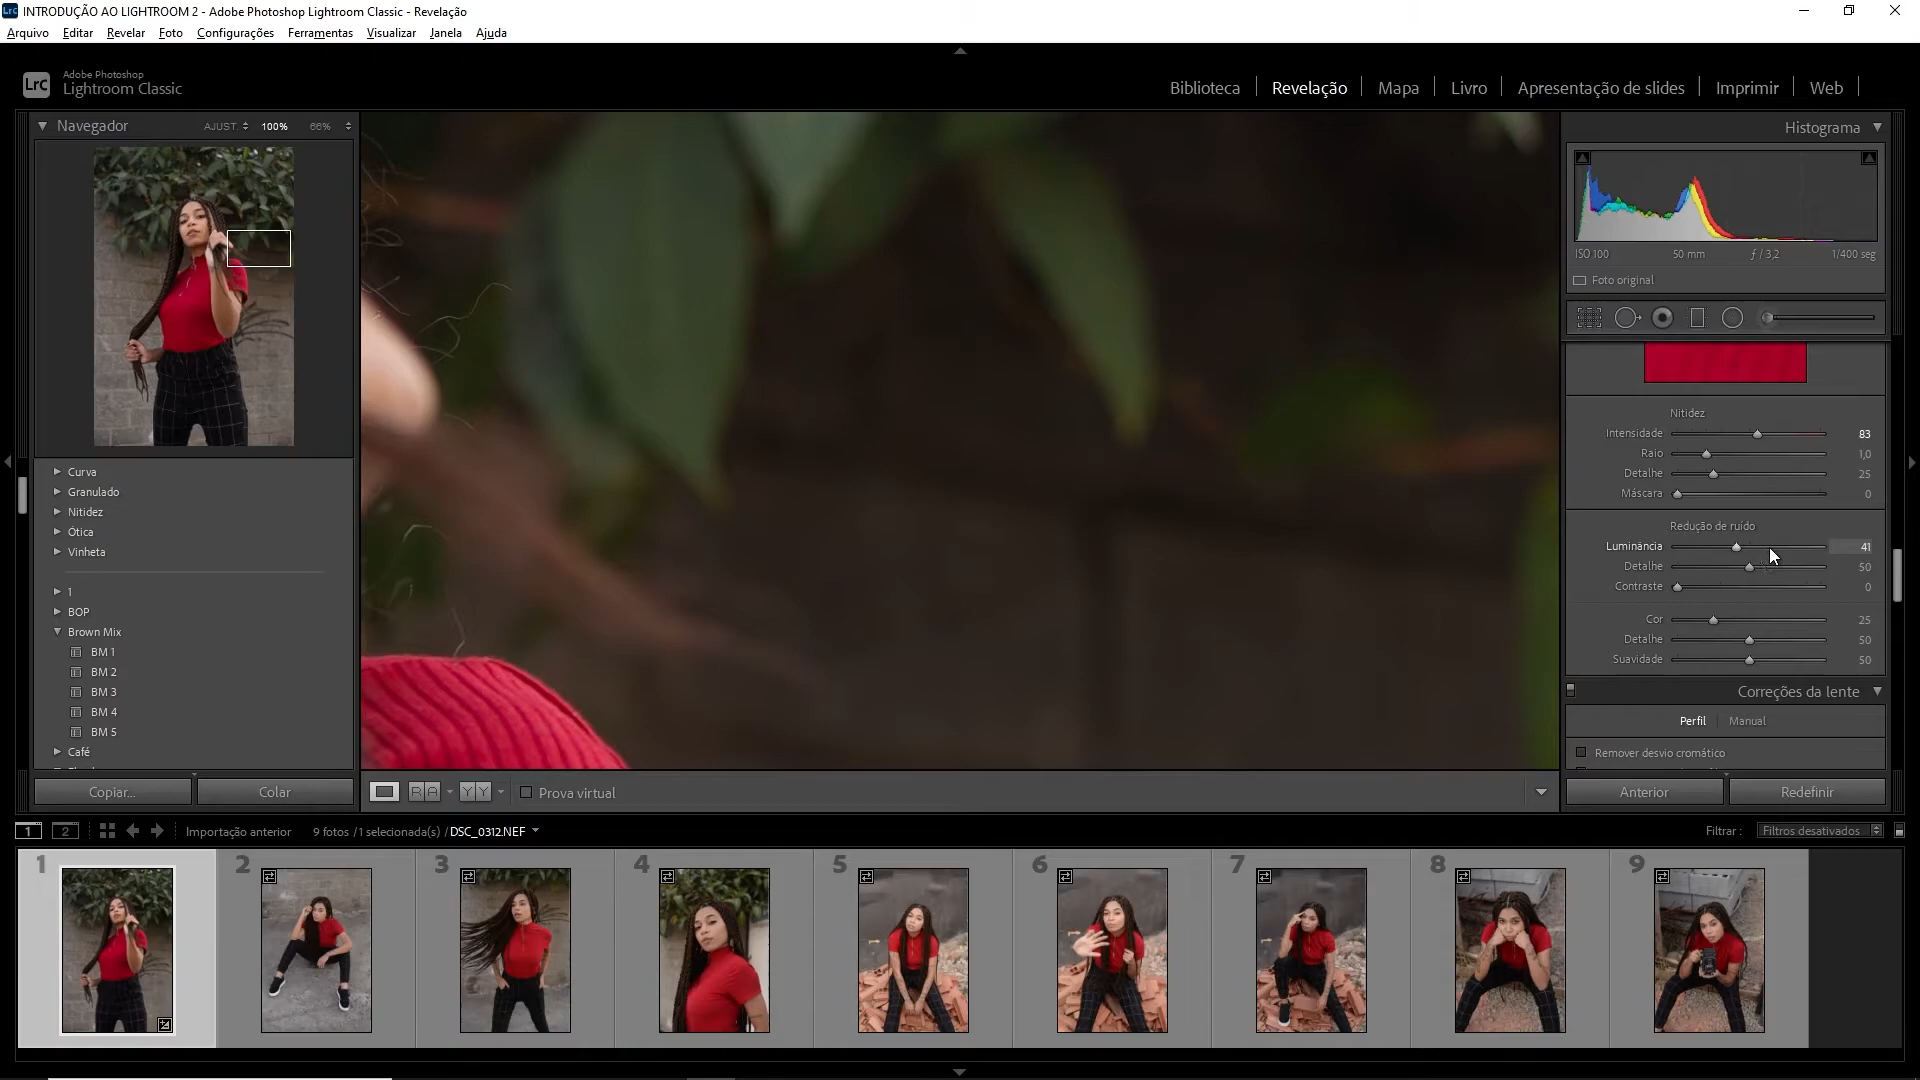 INTRODUÇÃO AO LIGHTROOM 2 - Adobe Photoshop Lightroom Classic - Revelação
Arquivo Editar Revelar Foto Configurações Ferramentas Visualizar Janela Ajuda
LrC Adobe Photoshop
Lightroom Classic
Biblioteca Revelação Mapa Livro Apresentação de slides Imprimir Web
Navegador AJUST. 100% 66%
Curva
Granulado
Nitidez
Ótica
Vinheta
1
BOP
Brown Mix
BM 1
BM 2
BM 3
BM 4
BM 5
Café
Copiar... Colar
R A Y Y Prova virtual
Histograma
ISO 100 50 mm ƒ / 3,2 1/400 seg
Foto original
Nitidez
Intensidade 83
Raio 1,0
Detalhe 25
Máscara 0
Redução de ruído
Luminância 41
Detalhe 50
Contraste 0
Cor 25
Detalhe 50
Suavidade 50
Correções da lente
Perfil Manual
Remover desvio cromático
Anterior Redefinir
1 2 Importação anterior 9 fotos /1 selecionada(s) /DSC_0312.NEF
Filtrar : Filtros desativados
1 2 3 4 5 6 7 8 9